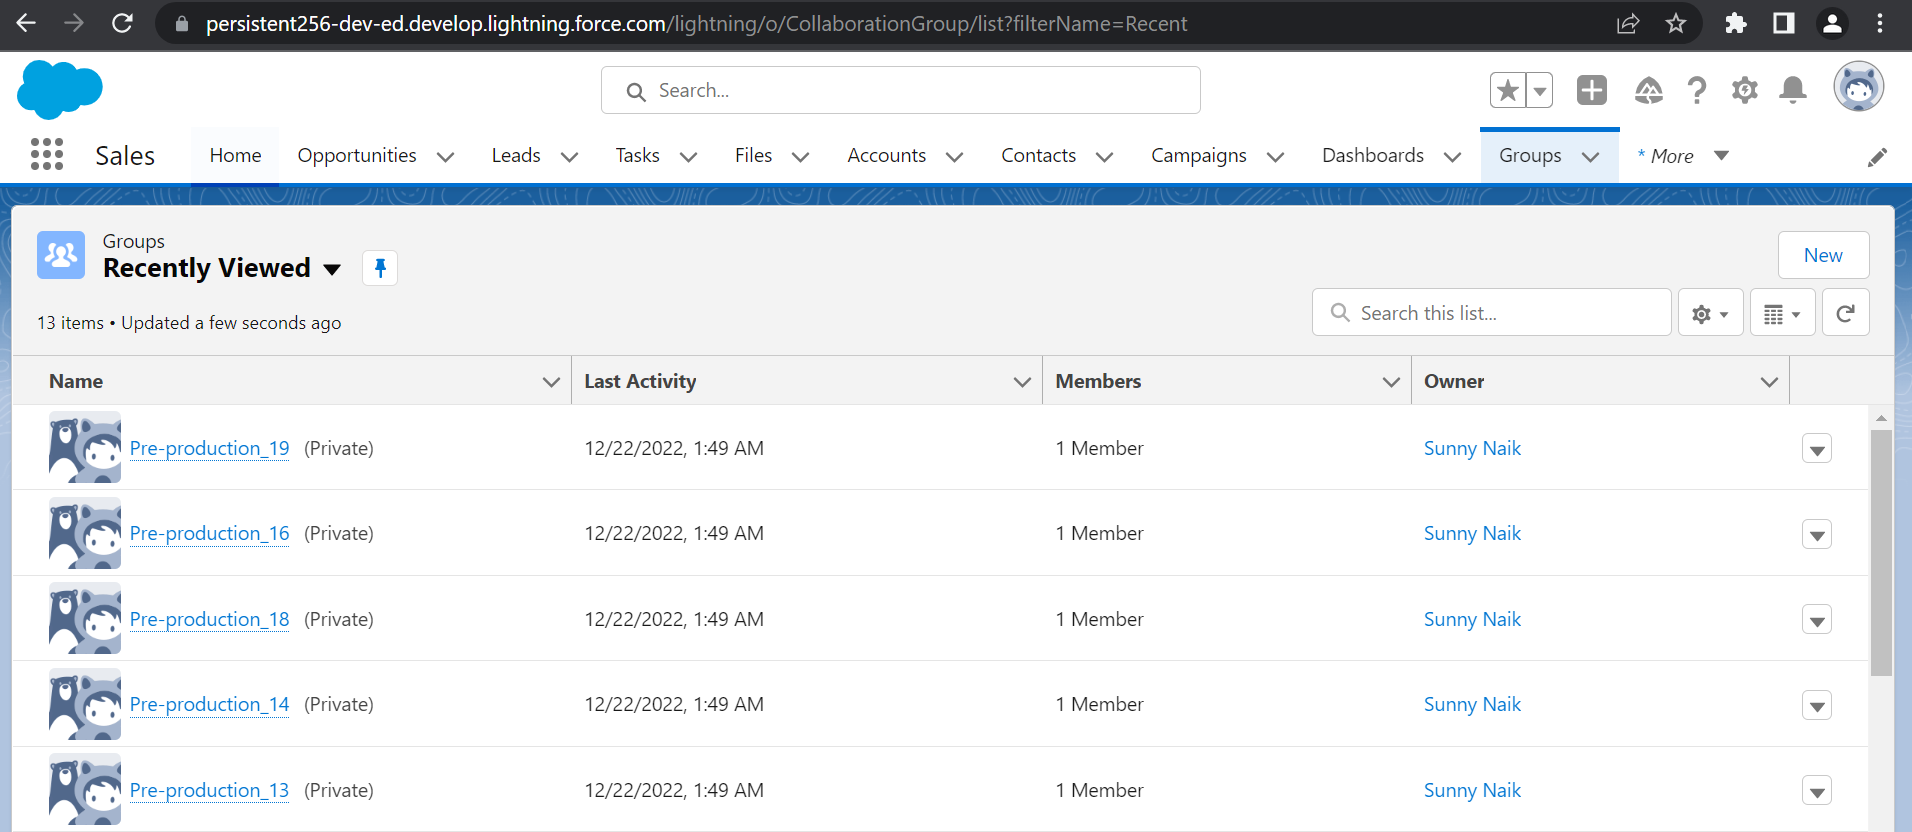 persistent256-dev-ed.develop.lightning.force.com/lightning/o/CollaborationGroup/list?filterName=Recent
Search...
Sales Home Opportunities Leads Tasks Files Accounts Contacts Campaigns Dashboards Groups * More
Groups
Recently Viewed
New
13 items • Updated a few seconds ago
Search this list...
Name Last Activity Members Owner
Pre-production_19 (Private) 12/22/2022, 1:49 AM 1 Member Sunny Naik
Pre-production_16 (Private) 12/22/2022, 1:49 AM 1 Member Sunny Naik
Pre-production_18 (Private) 12/22/2022, 1:49 AM 1 Member Sunny Naik
Pre-production_14 (Private) 12/22/2022, 1:49 AM 1 Member Sunny Naik
Pre-production_13 (Private) 12/22/2022, 1:49 AM 1 Member Sunny Naik